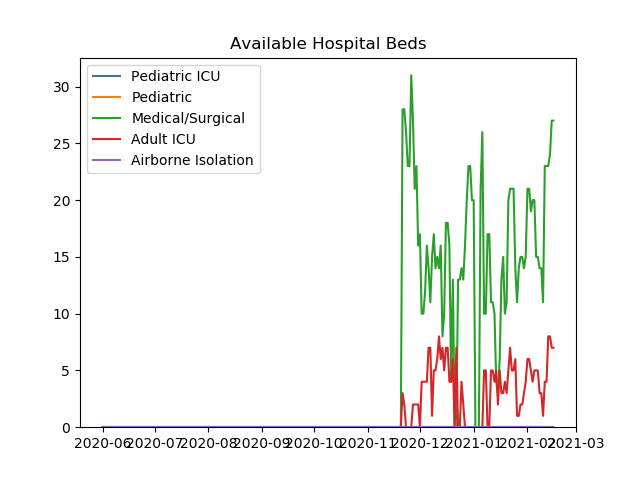 Available Hospital Beds
Pediatric ICU
Pediatric
Medical/Surgical
Adult ICU
Airborne Isolation
30
25
20
15
10
5
0
2020-06 2020-07 2020-08 2020-09 2020-10 2020-11 2020-12 2021-01 2021-02 2021-03